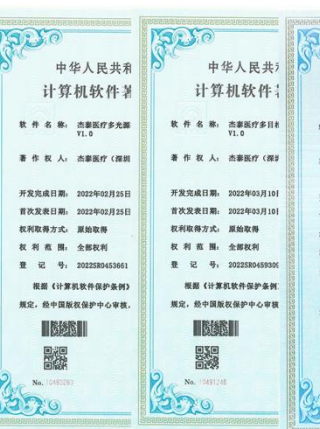 中华人民共和
计算机软件著
软件名称： 杰泰医疗多光源
V1.0
著作权人： 杰泰医疗（深圳
开发完成日期： 2022年02月25日
首次发表日期： 2022年02月25日
权利取得方式： 原始取得
权利范围： 全部权利
登记号： 2022SR0453661
根据《计算机软件保护条例》
规定，经中国版权保护中心审核，
No.
中华人民共和
计算机软件著
软件名称： 杰泰医疗多目标
V1.0
著作权人： 杰泰医疗（深圳
开发完成日期： 2022年03月10日
首次发表日期： 2022年03月10日
权利取得方式： 原始取得
权利范围： 全部权利
登记号： 2022SR0459309
根据《计算机软件保护条例
规定，经中国版权保护中心审核
No.